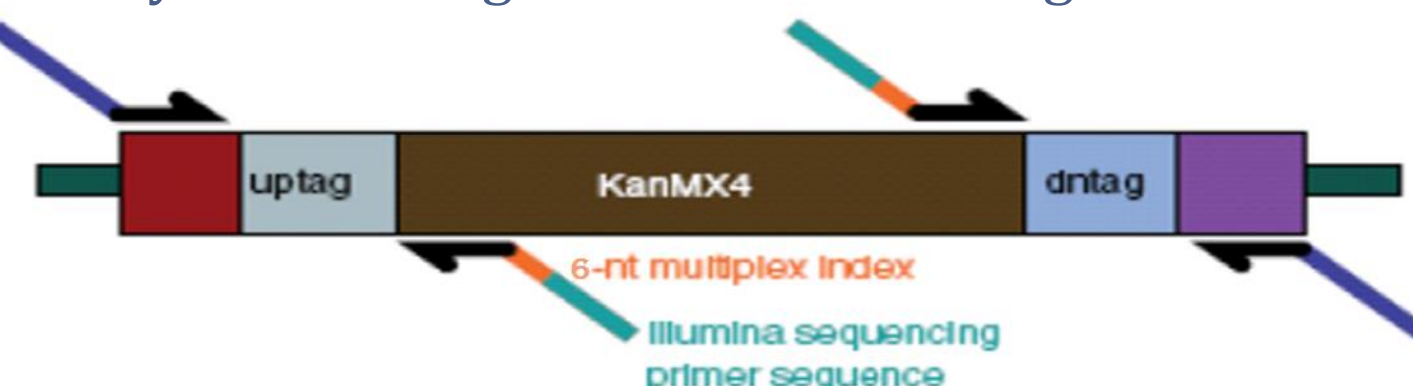 uptag
KanMX4
dntag
6-nt multiplex index
Illumina sequencing
primer sequence